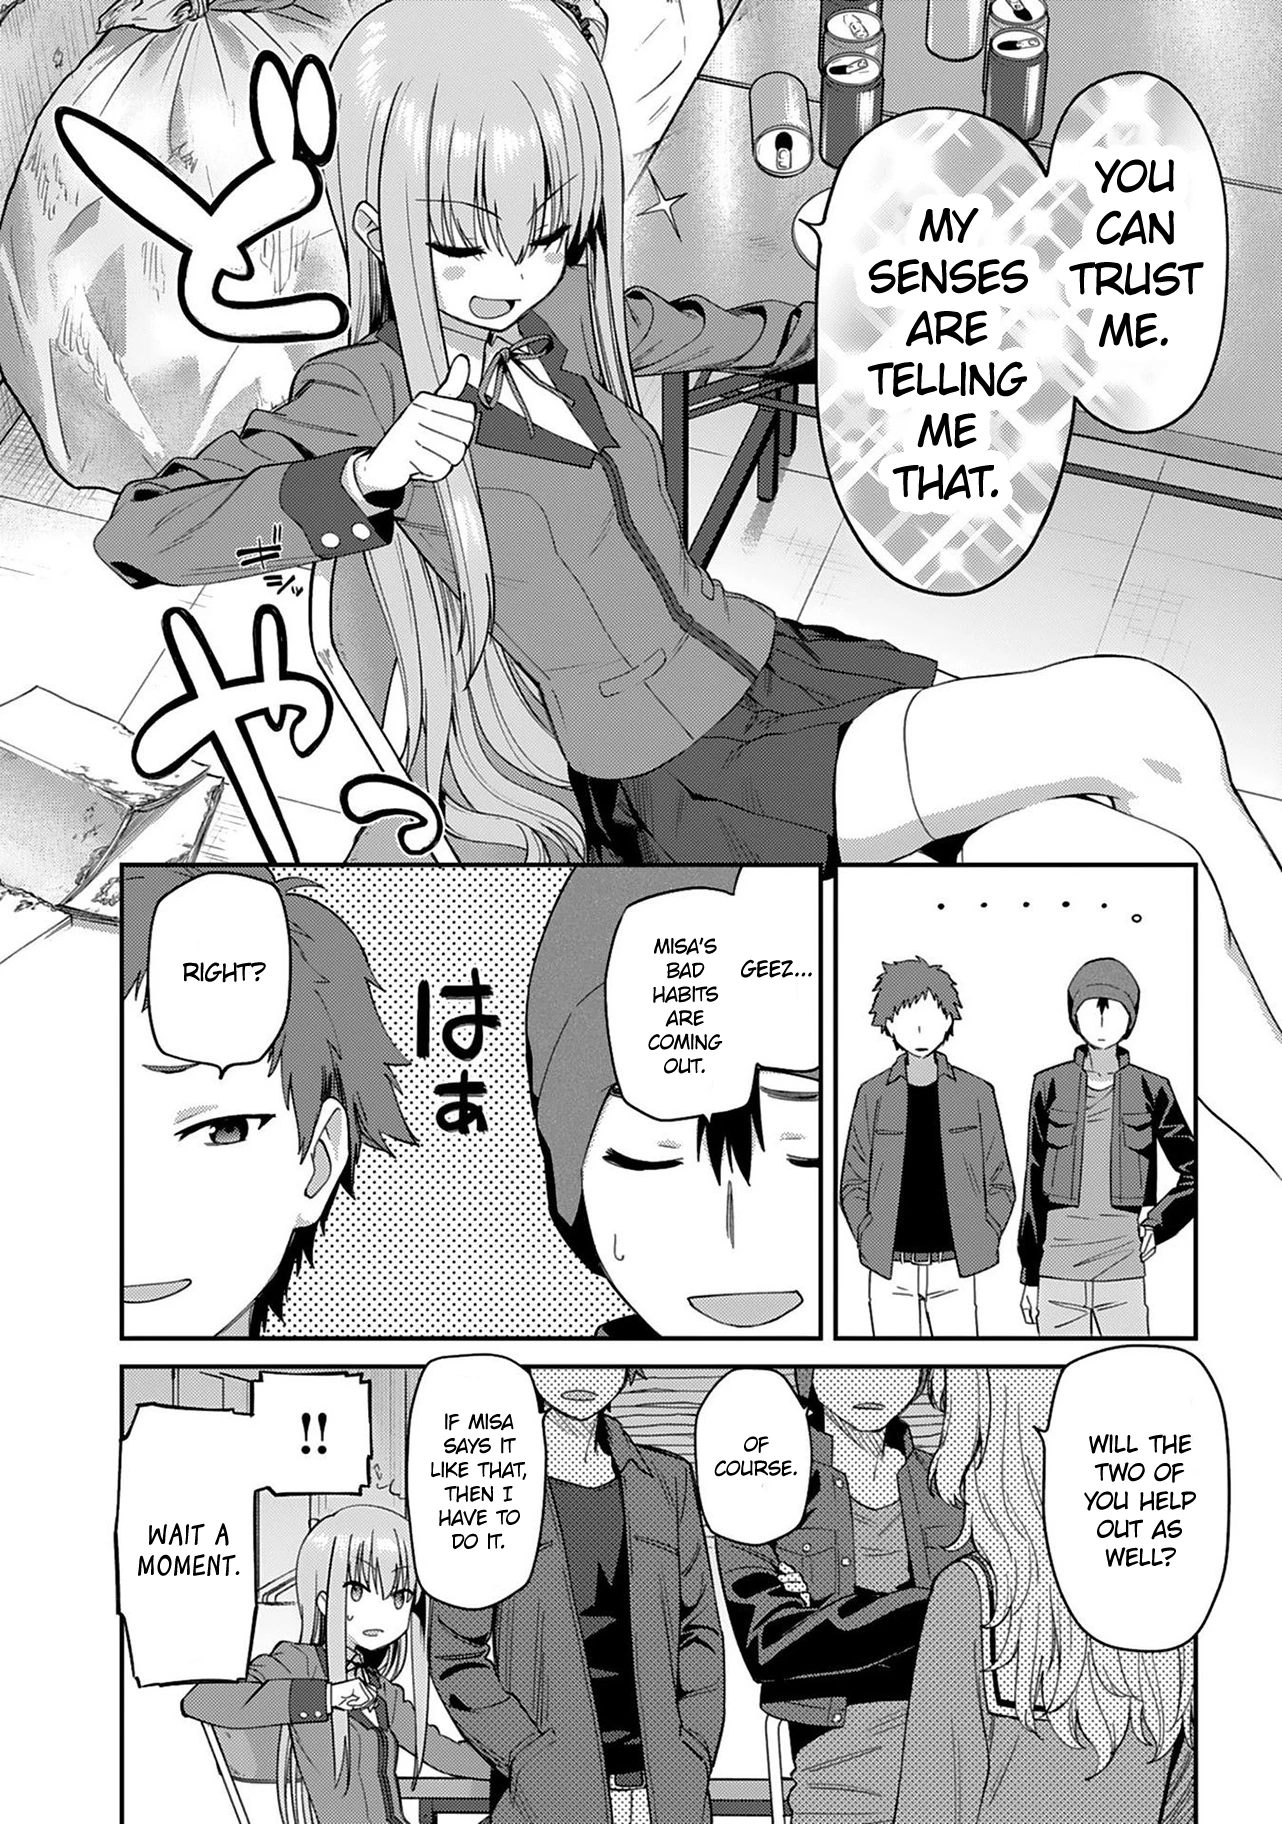 YOU
CAN
TRUST
ME.
MY
SENSES
ARE
TELLING
ME
THAT.
ど
やっ
ギ
シッ
GEEZ...
MISA'S
BAD
HABITS
ARE
COMING
OUT.
はぁ
RIGHT?
WILL THE
TWO OF
YOU HELP
OUT AS
WELL?
OF
COURSE.
IF MISA
SAYS IT
LIKE THAT,
THEN I
HAVE TO
DO IT.
!!
WAIT A
MOMENT.